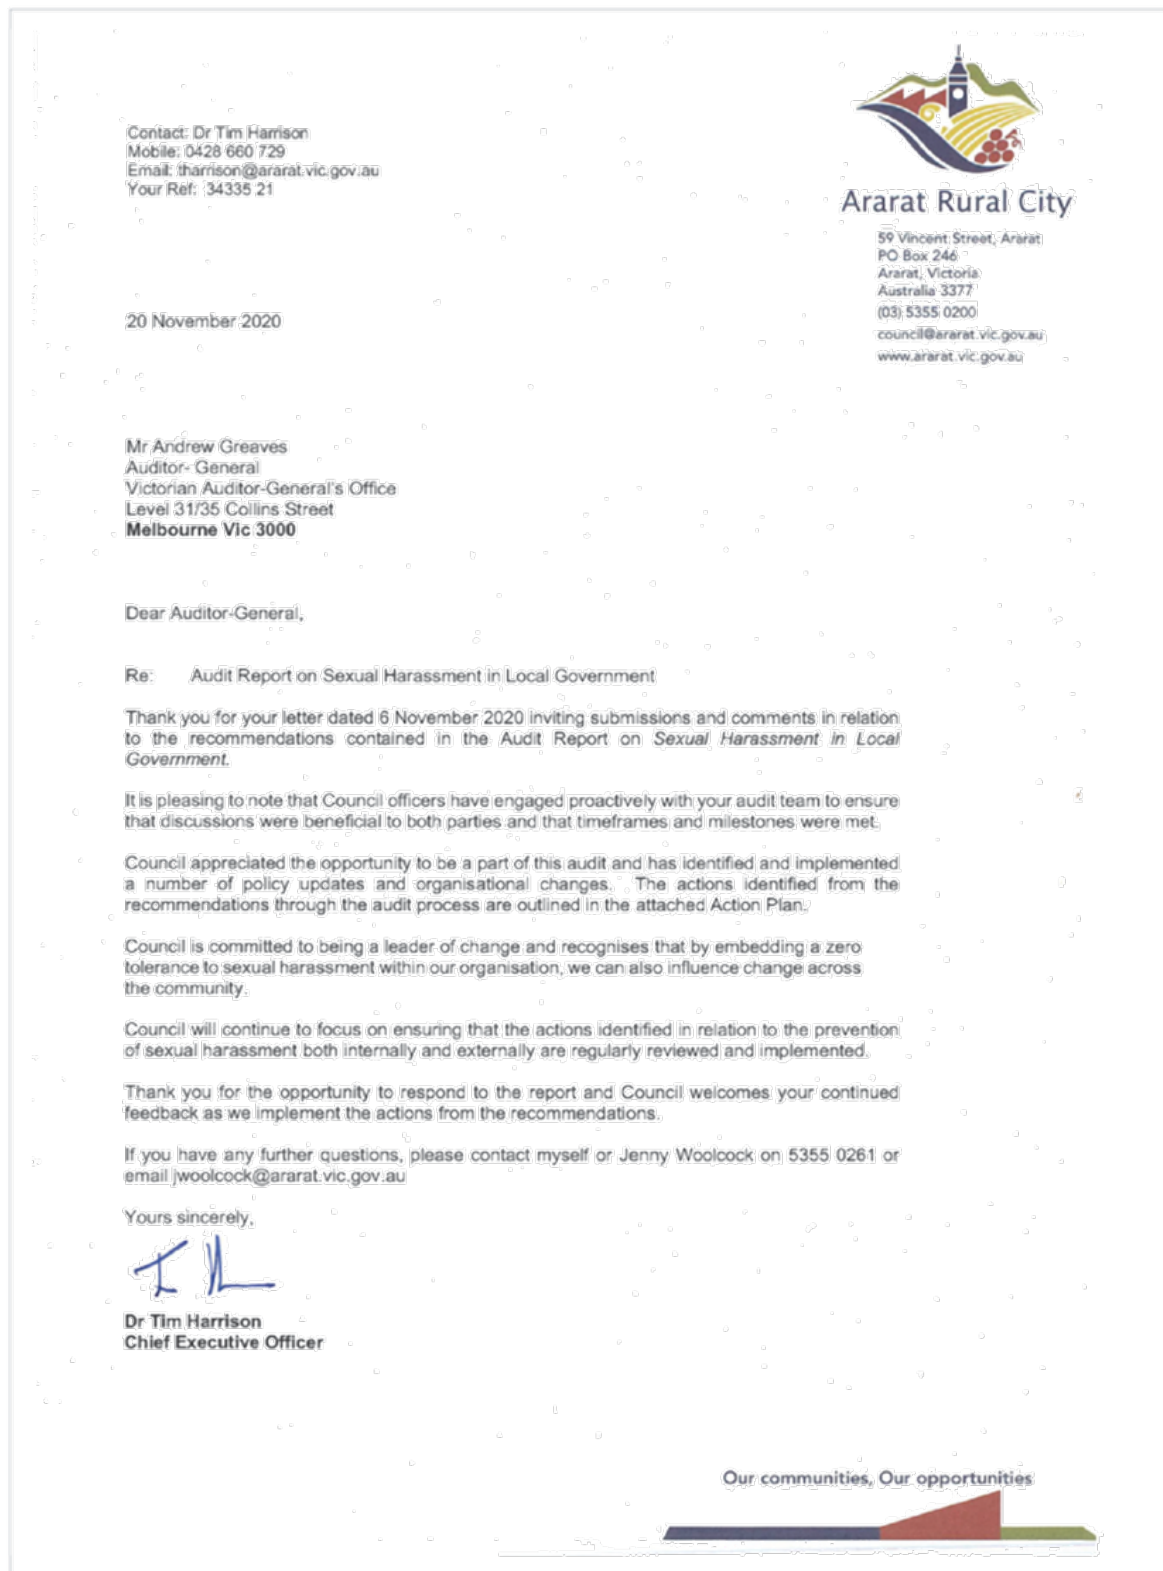 Contact: Dr Tim Harrison
Mobile: 0428 660 729
Email: tharrison@ararat.vic.gov.au
Your Ref: 34335 21
Ararat Rural City
59 Vincent Street, Ararat
PO Box 246
Ararat, Victoria
Australia 3377
(03) 5355 0200
council@ararat.vic.gov.au
www.ararat.vic.gov.au
20 November 2020
Mr Andrew Greaves
Auditor- General
Victorian Auditor-General's Office
Level 31/35 Collins Street
Melbourne Vic 3000
Dear Auditor-General,
Re: Audit Report on Sexual Harassment in Local Government
Thank you for your letter dated 6 November 2020 inviting submissions and comments in relation
to the recommendations contained in the Audit Report on Sexual Harassment in Local
Government.
It is pleasing to note that Council officers have engaged proactively with your audit team to ensure
that discussions were beneficial to both parties and that timeframes and milestones were met.
Council appreciated the opportunity to be a part of this audit and has identified and implemented
a number of policy updates and organisational changes. The actions identified from the
recommendations through the audit process are outlined in the attached Action Plan.
Council is committed to being a leader of change and recognises that by embedding a zero
tolerance to sexual harassment within our organisation, we can also influence change across
the community.
Council will continue to focus on ensuring that the actions identified in relation to the prevention
of sexual harassment both internally and externally are regularly reviewed and implemented.
Thank you for the opportunity to respond to the report and Council welcomes your continued
feedback as we implement the actions from the recommendations.
If you have any further questions, please contact myself or Jenny Woolcock on 5355 0261 or
email jwoolcock@ararat.vic.gov.au
Yours sincerely,
Dr Tim Harrison
Chief Executive Officer
Our communities, Our opportunities